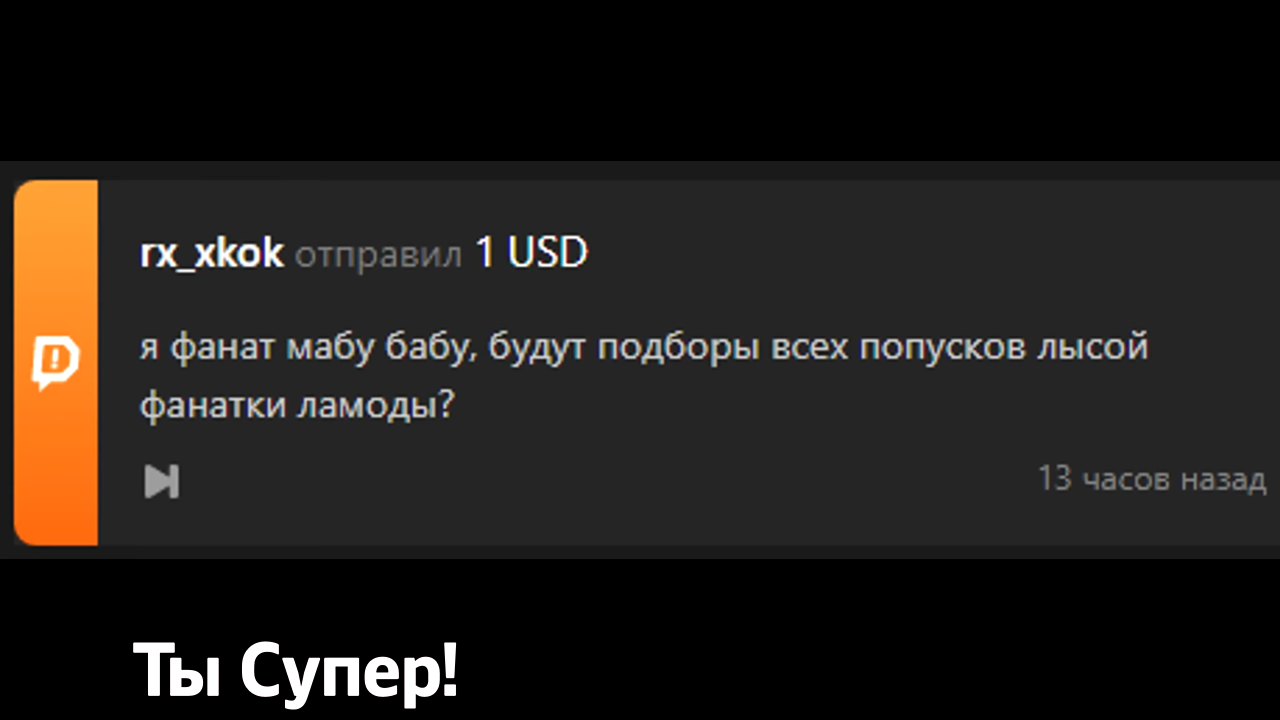 rx_xkok отправил 1 USD
я фанат мабу бабу, будут подборы всех попусков лысой
фанатки ламоды?
13 часов назад
Ты Супер!